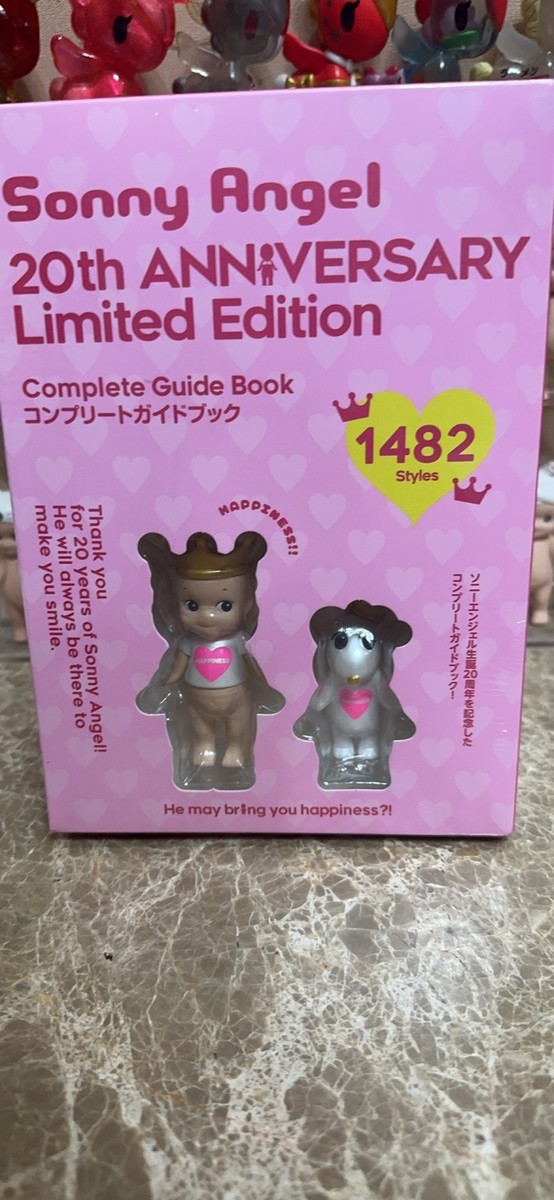 Sonny Angel
20th ANNIVERSARY
Limited Edition
Complete Guide Book
コンプリートガイドブック
1482
Styles
HAPPINESS!!
Thank you
for 20 years of Sonny Angel!
He will always be there to
make you smile.
HAPPINESS
ソニーエンジェル生誕20周年を記念した
コンプリートガイドブック!
He may bring you happiness?!